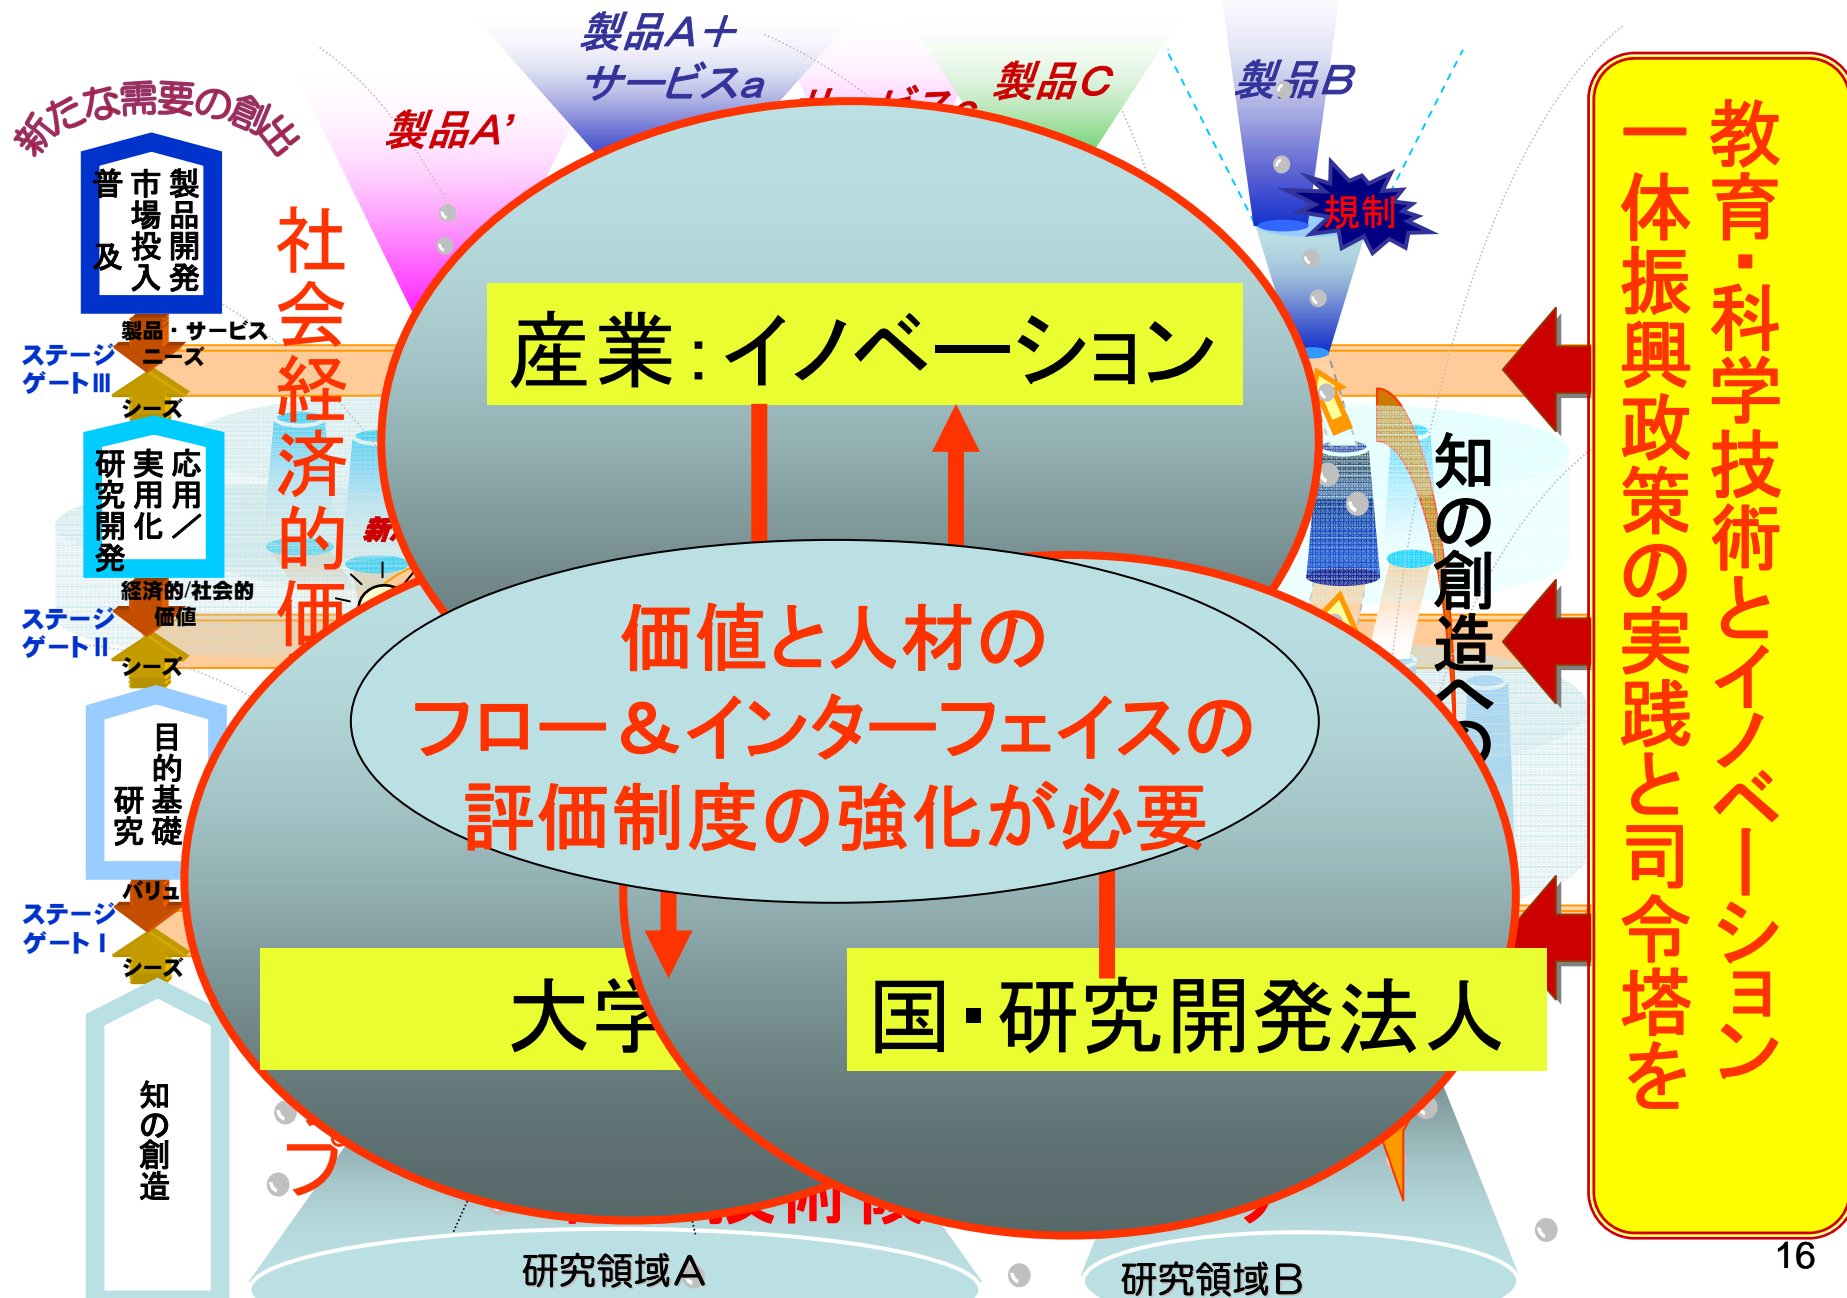 新たな需要の創出
製品A＋
サービスa
製品A’
製品C
製品B
規制
製品開発
市場投入
普及
製品・サービス
ニーズ
ステージ
ゲートⅢ
シーズ
応用／
実用化
研究開発
経済的/社会的
価値
ステージ
ゲートⅡ
シーズ
目的基礎
研究
バリュ
ステージ
ゲートⅠ
シーズ
知の創造
社会経済的価
産業：イノベーション
価値と人材の
フロー＆インターフェイスの
評価制度の強化が必要
大学
国・研究開発法人
知の創造への
プ
研究領域A
研究領域B
教育・科学技術とイノベーション
一体振興政策の実践と司令塔を
16